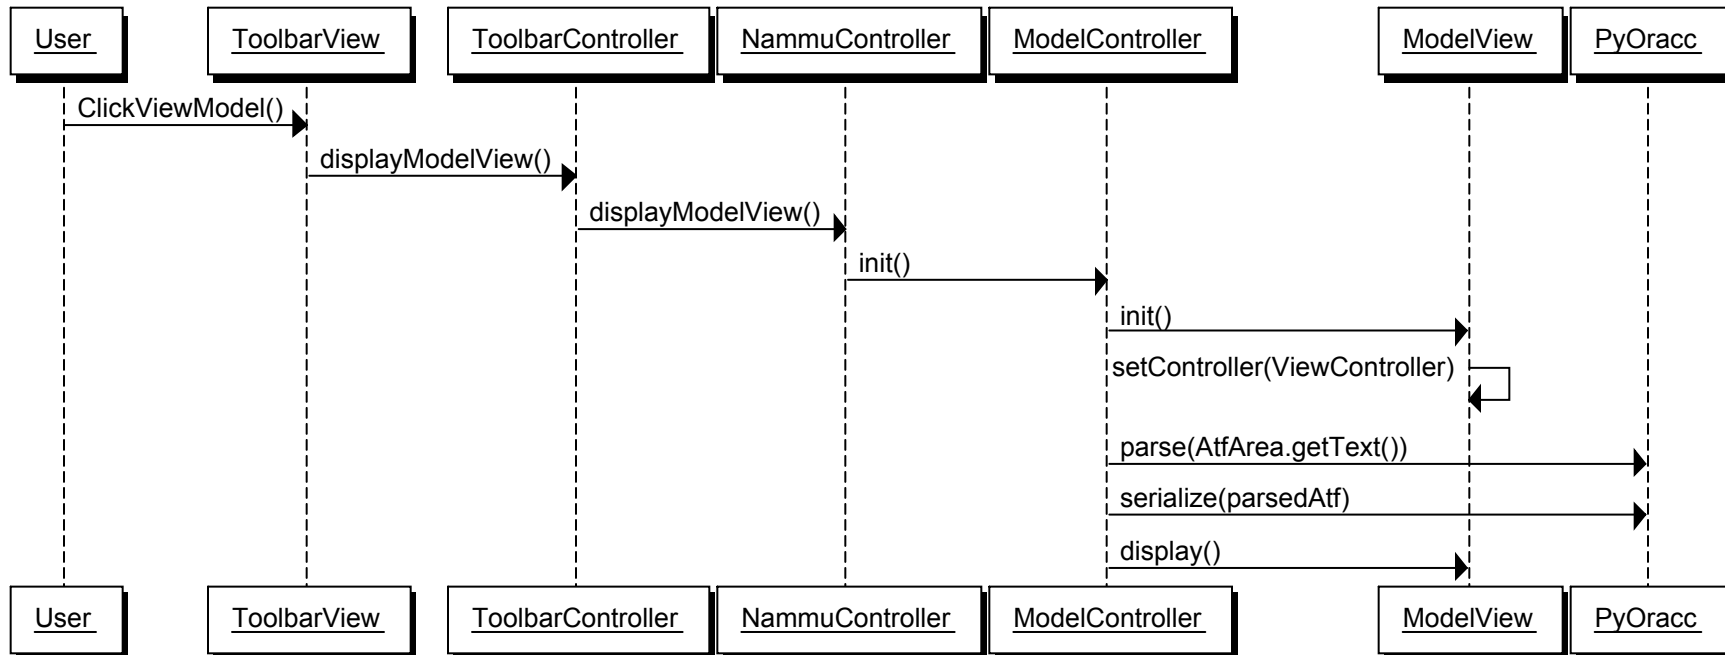 User ToolbarView ToolbarController NammuController ModelController ModelView PyOracc
ClickViewModel()
displayModelView()
displayModelView()
init()
init()
setController(ViewController)
parse(AtfArea.getText())
serialize(parsedAtf)
display()
User ToolbarView ToolbarController NammuController ModelController ModelView PyOracc